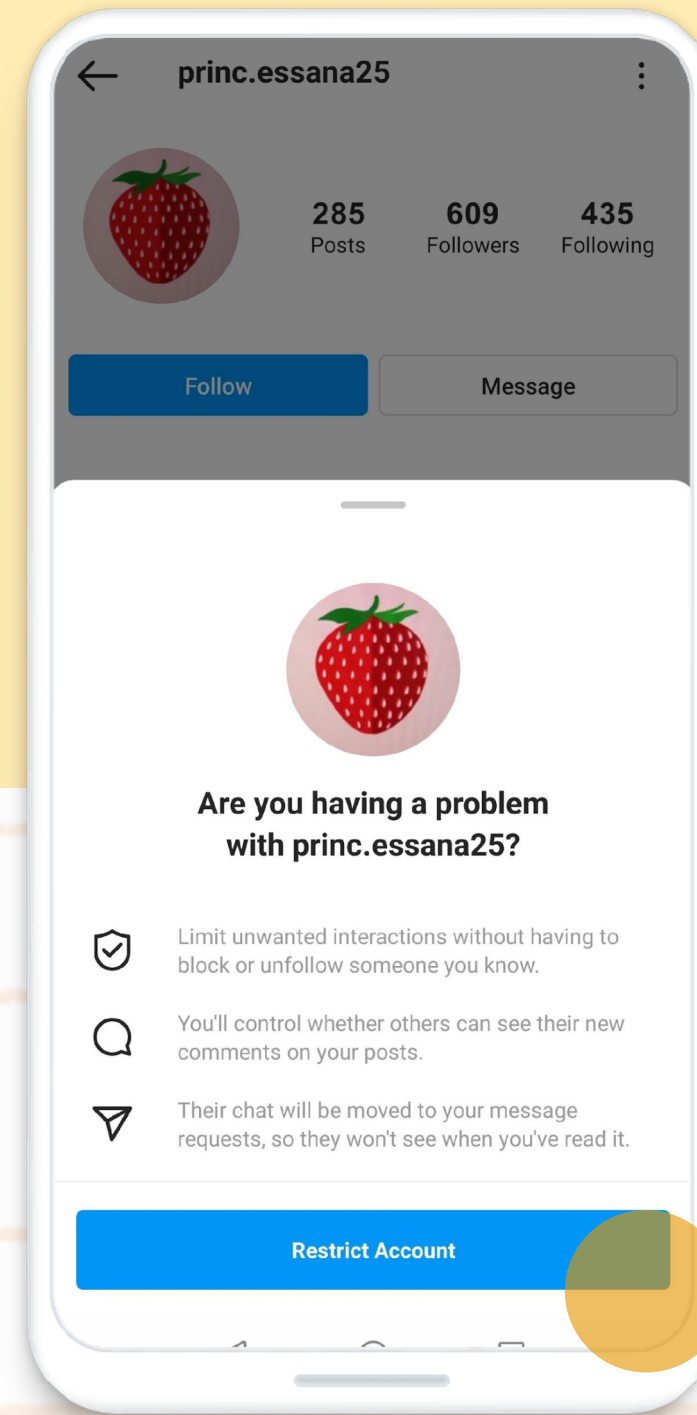 princ.essana25
285 609 435
Posts Followers Following
Follow Message
Are you having a problem
with princ.essana25?
Limit unwanted interactions without having to
block or unfollow someone you know.
You'll control whether others can see their new
comments on your posts.
Their chat will be moved to your message
requests, so they won't see when you've read it.
Restrict Account